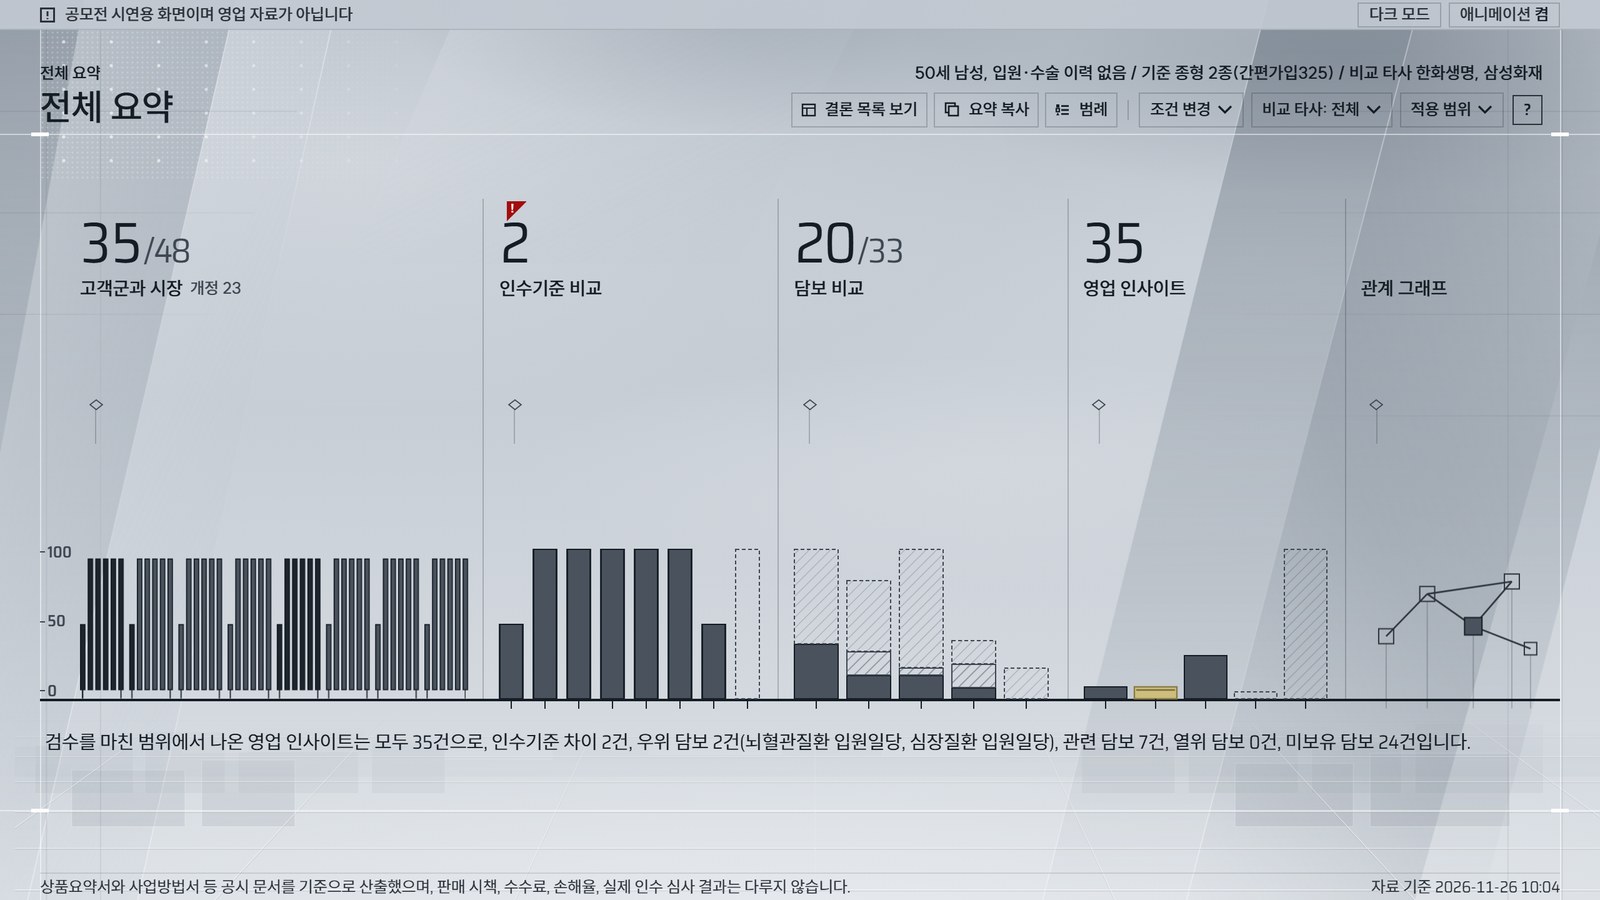 공모전 시연용 화면이며 영업 자료가 아닙니다
다크 모드
애니메이션 켬
전체 요약
전체 요약
50세 남성, 입원·수술 이력 없음 / 기준 종형 2종(간편가입325) / 비교 타사 한화생명, 삼성화재
결론 목록 보기
요약 복사
범례
조건 변경
비교 타사: 전체
적용 범위
?
35/48
고객군과 시장 개정 23
!
2
인수기준 비교
20/33
담보 비교
35
영업 인사이트
관계 그래프
100
50
0
검수를 마친 범위에서 나온 영업 인사이트는 모두 35건으로, 인수기준 차이 2건, 우위 담보 2건(뇌혈관질환 입원일당, 심장질환 입원일당), 관련 담보 7건, 열위 담보 0건, 미보유 담보 24건입니다.
상품요약서와 사업방법서 등 공시 문서를 기준으로 산출했으며, 판매 시책, 수수료, 손해율, 실제 인수 심사 결과는 다루지 않습니다.
자료 기준 2026-11-26 10:04